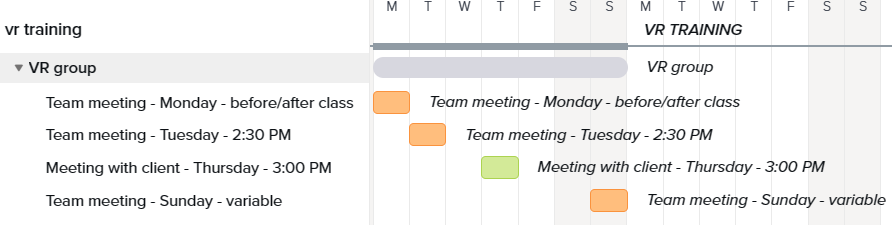 M T W T F S S M T W T F S S
vr training VR TRAINING
VR group VR group
Team meeting - Monday - before/after class Team meeting - Monday - before/after class
Team meeting - Tuesday - 2:30 PM Team meeting - Tuesday - 2:30 PM
Meeting with client - Thursday - 3:00 PM Meeting with client - Thursday - 3:00 PM
Team meeting - Sunday - variable Team meeting - Sunday - variable